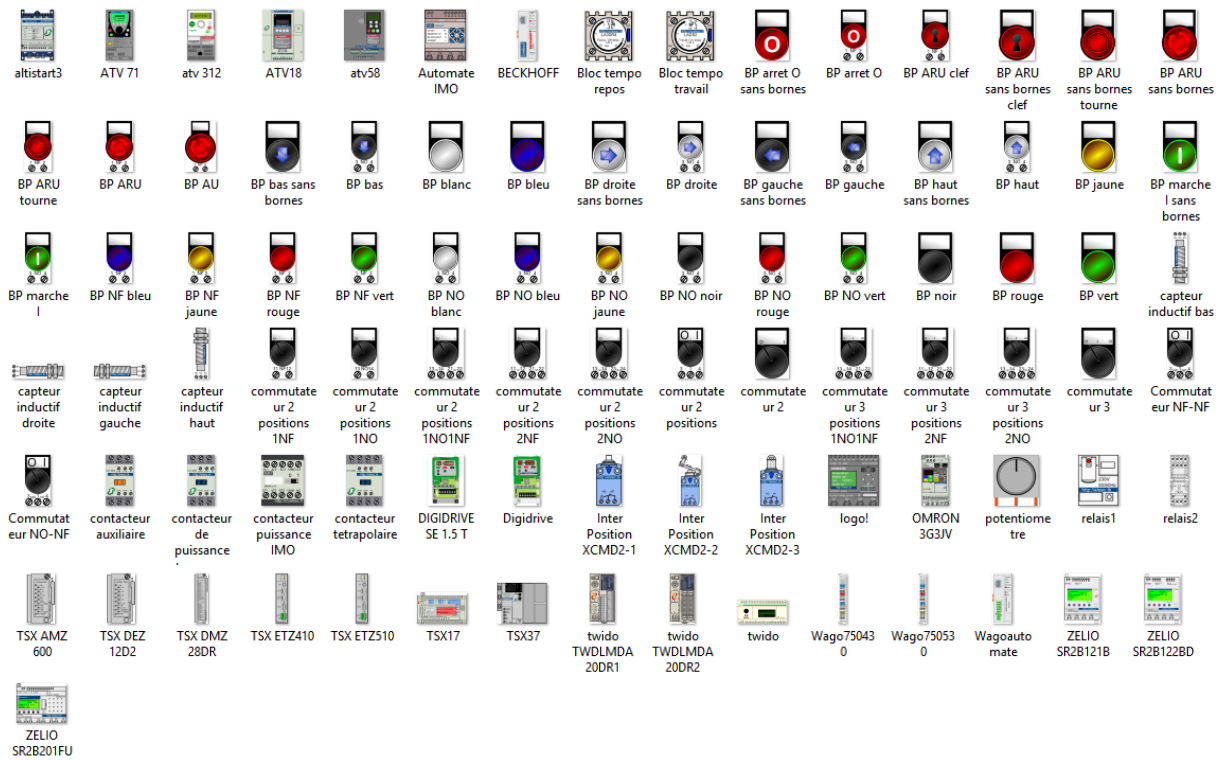 altistart3
ATV 71
atv 312
ATV18
atv58
Automate
IMO
BECKHOFF
Bloc tempo
repos
Bloc tempo
travail
BP arret O
sans bornes
BP arret O
BP ARU clef
BP ARU
sans bornes
clef
BP ARU
sans bornes
tourne
BP ARU
sans bornes
BP ARU
tourne
BP ARU
BP AU
BP bas sans
bornes
BP bas
BP blanc
BP bleu
BP droite
sans bornes
BP droite
BP gauche
sans bornes
BP gauche
BP haut
sans bornes
BP haut
BP jaune
BP marche
I sans
bornes
BP marche
I
BP NF bleu
BP NF
jaune
BP NF
rouge
BP NF vert
BP NO
blanc
BP NO bleu
BP NO
jaune
BP NO noir
BP NO
rouge
BP NO vert
BP noir
BP rouge
BP vert
capteur
inductif bas
capteur
inductif
droite
capteur
inductif
gauche
capteur
inductif
haut
commutate
ur 2
positions
1NF
commutate
ur 2
positions
1NO
commutate
ur 2
positions
1NO1NF
commutate
ur 2
positions
2NF
commutate
ur 2
positions
2NO
commutate
ur 2
positions
commutate
ur 2
commutate
ur 3
positions
1NO1NF
commutate
ur 3
positions
2NF
commutate
ur 3
positions
2NO
commutate
ur 3
Commutat
eur NF-NF
Commutat
eur NO-NF
contacteur
auxiliaire
contacteur
de
puissance
contacteur
puissance
IMO
contacteur
tetrapolaire
DIGIDRIVE
SE 1.5 T
Digidrive
Inter
Position
XCMD2-1
Inter
Position
XCMD2-2
Inter
Position
XCMD2-3
logo!
OMRON
3G3JV
potentiome
tre
relais1
relais2
TSX AMZ
600
TSX DEZ
12D2
TSX DMZ
28DR
TSX ETZ410
TSX ETZ510
TSX17
TSX37
twido
TWDLMDA
20DR1
twido
TWDLMDA
20DR2
twido
Wago75043
0
Wago75053
0
Wagoauto
mate
ZELIO
SR2B121B
ZELIO
SR2B122BD
ZELIO
SR2B201FU